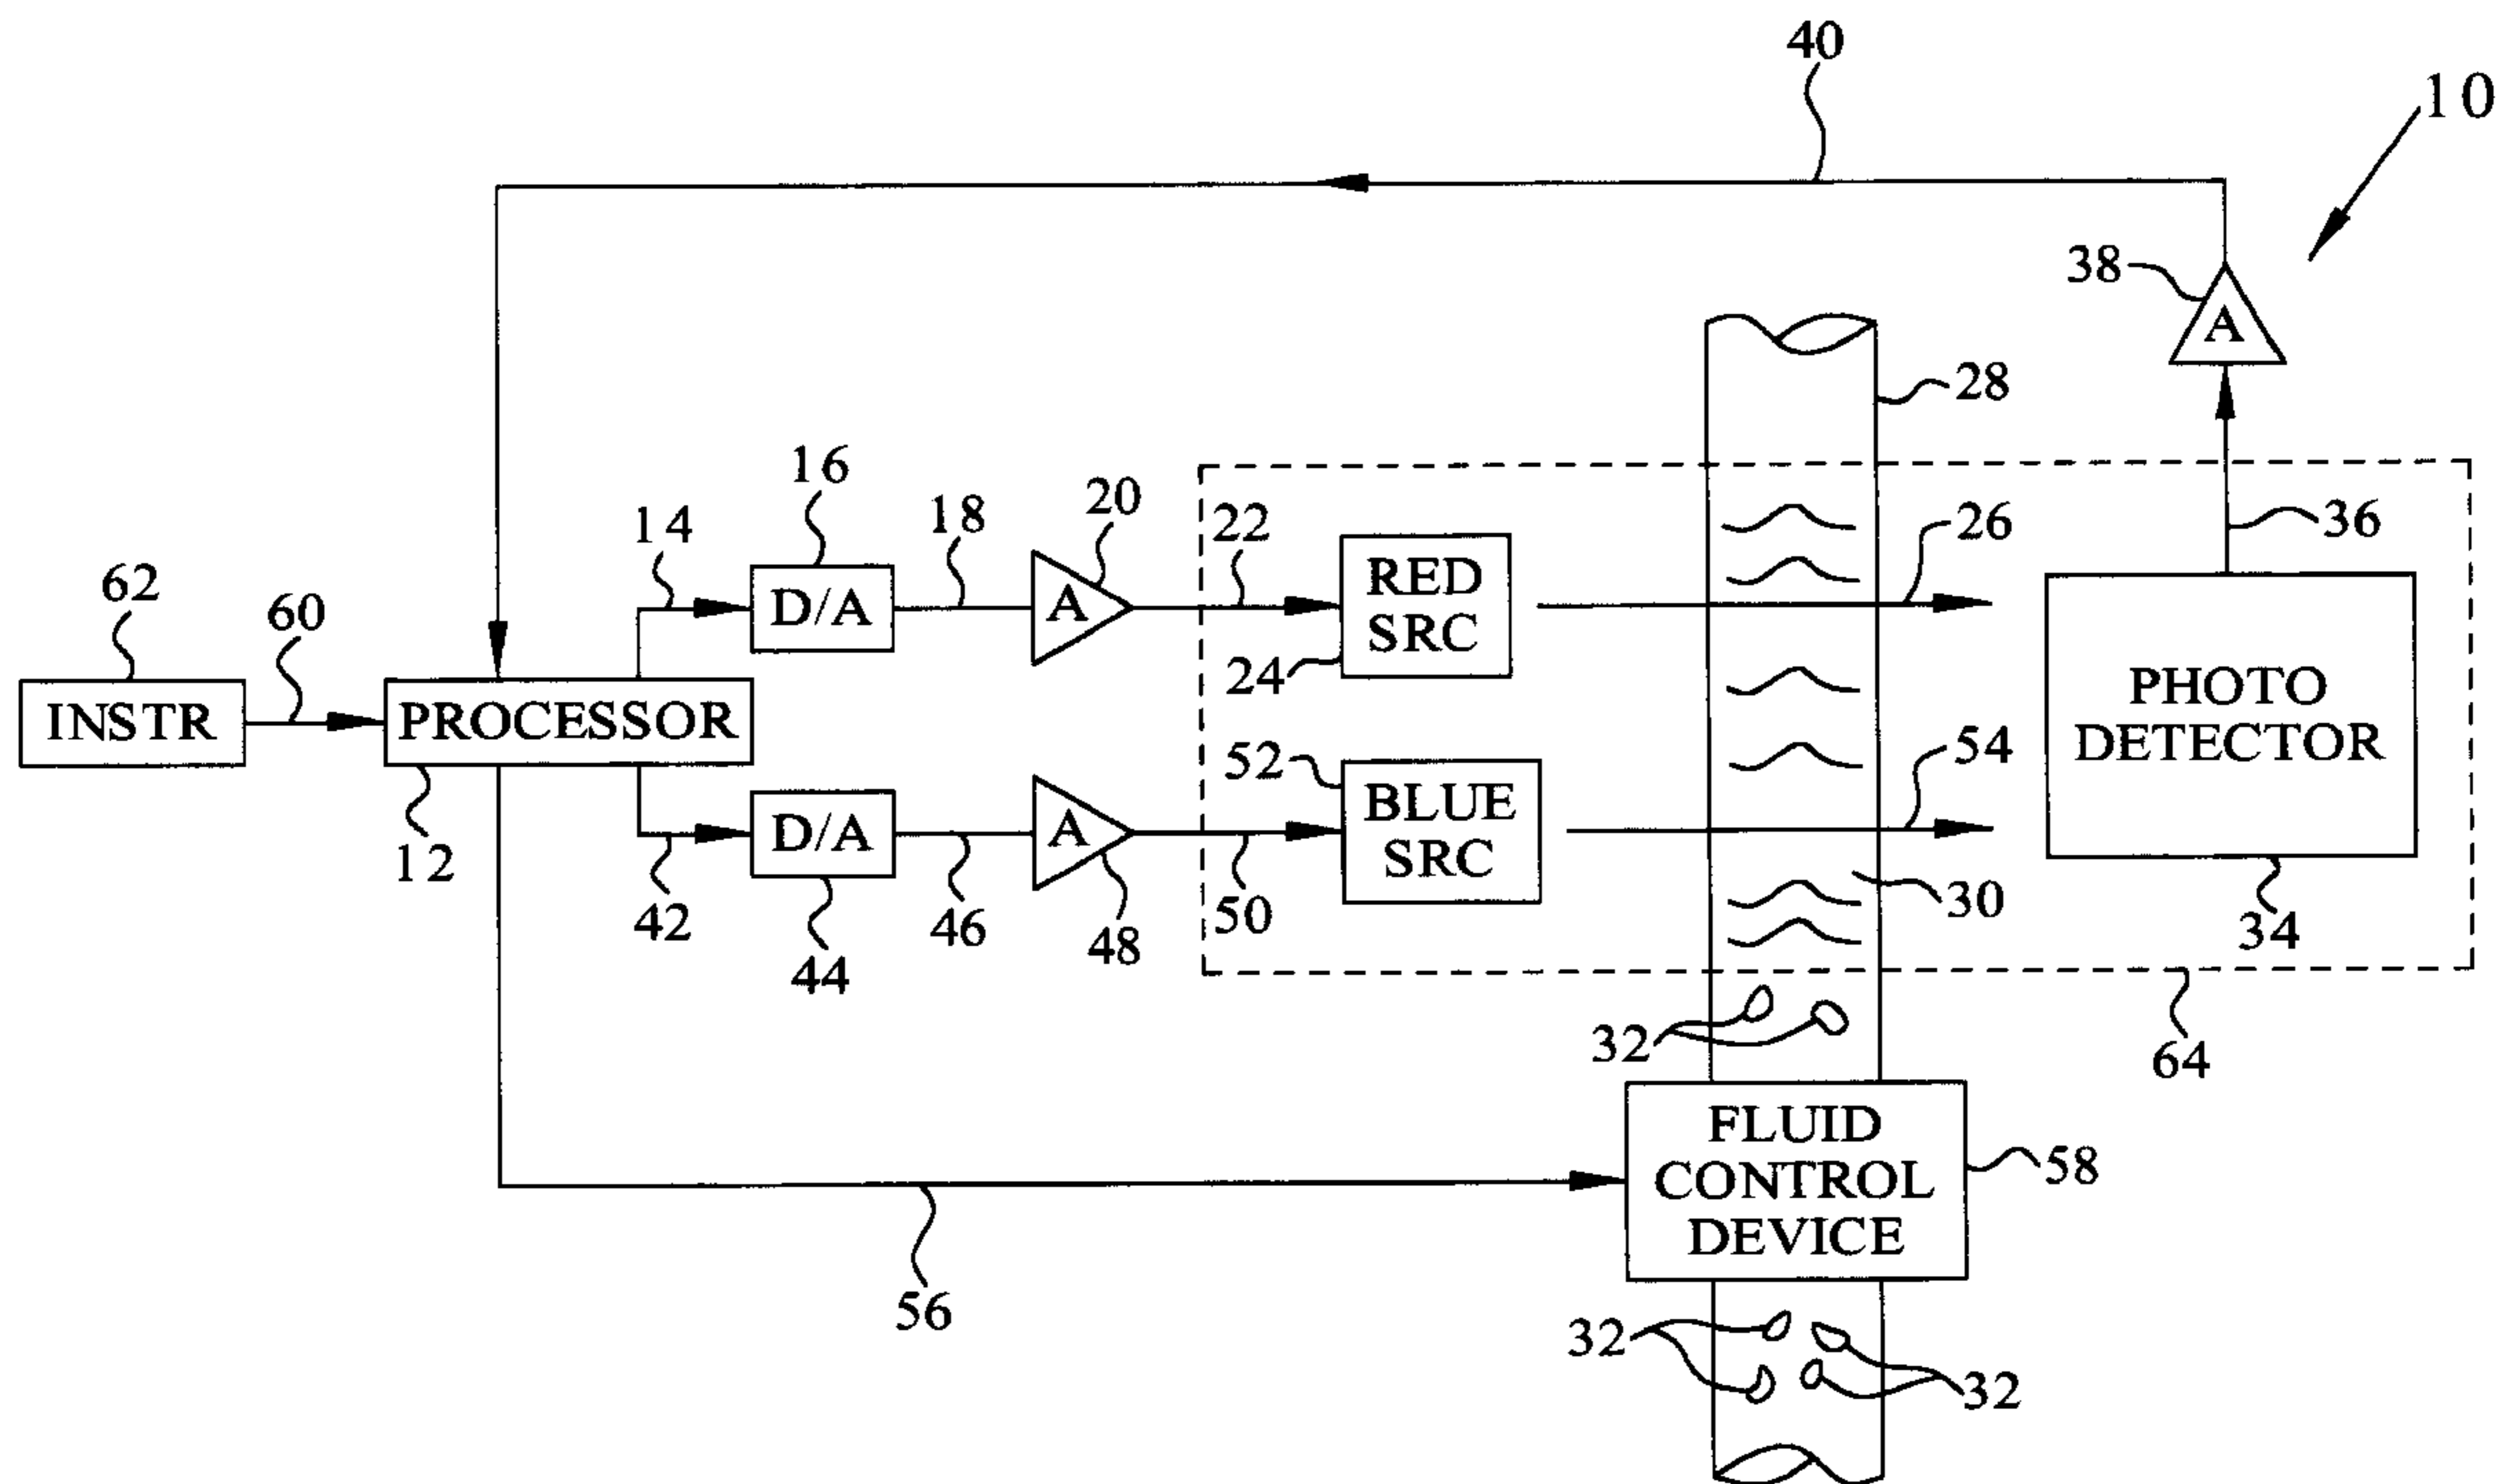 40
10
38
A
28
16
20
26
36
14
18
22
62
60
D/A
A
RED
SRC
24
PHOTO
DETECTOR
INSTR
PROCESSOR
52
54
12
D/A
A
BLUE
SRC
42
44
46
48
50
30
34
32
64
FLUID
CONTROL
DEVICE
58
56
32
32